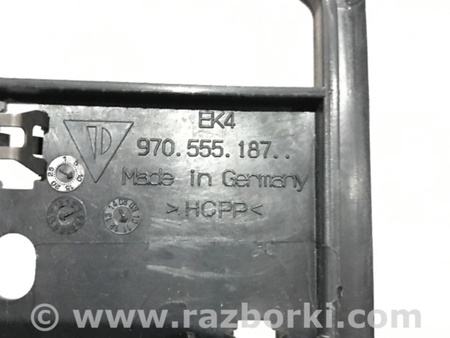 EK4
970.555.187..
Made in Germany
>HCPP<
www.razborki.com